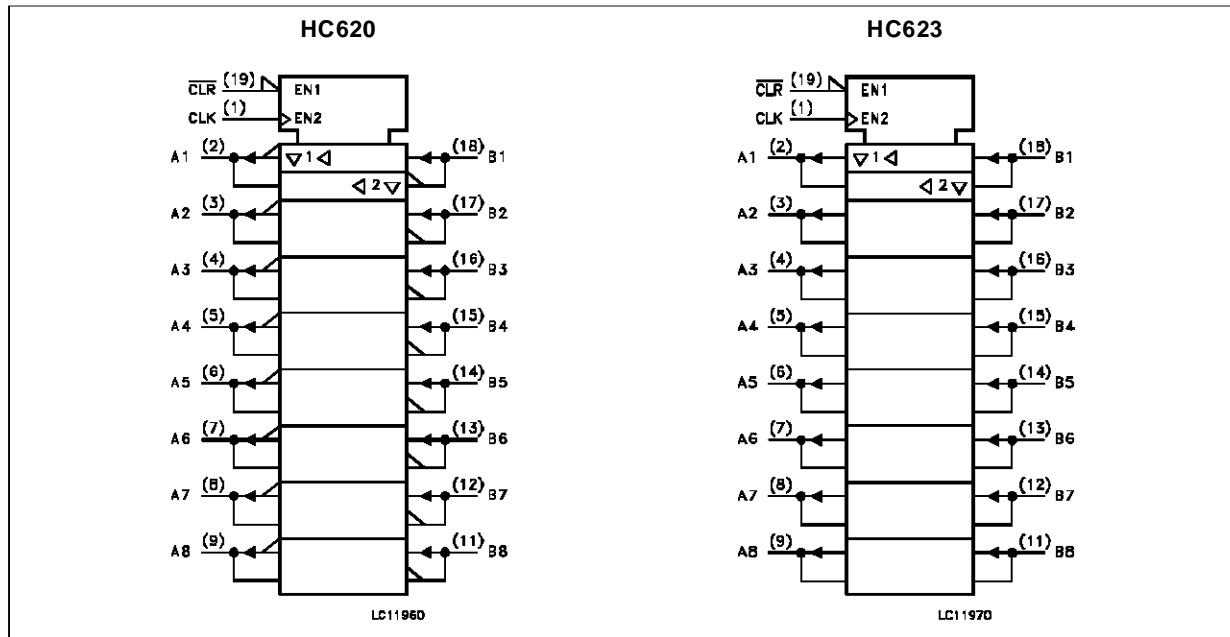 HC620
CLR (19) EN1
CLK (1) EN2
A1 (2) 1 (18) B1
2
A2 (3) (17) B2
A3 (4) (16) B3
A4 (5) (15) B4
A5 (6) (14) B5
A6 (7) (13) B6
A7 (8) (12) B7
A8 (9) (11) B8
LC11960
HC623
CLR (19) EN1
CLK (1) EN2
A1 (2) 1 (18) B1
2
A2 (3) (17) B2
A3 (4) (16) B3
A4 (5) (15) B4
A5 (6) (14) B5
A6 (7) (13) B6
A7 (8) (12) B7
A8 (9) (11) B8
LC11970